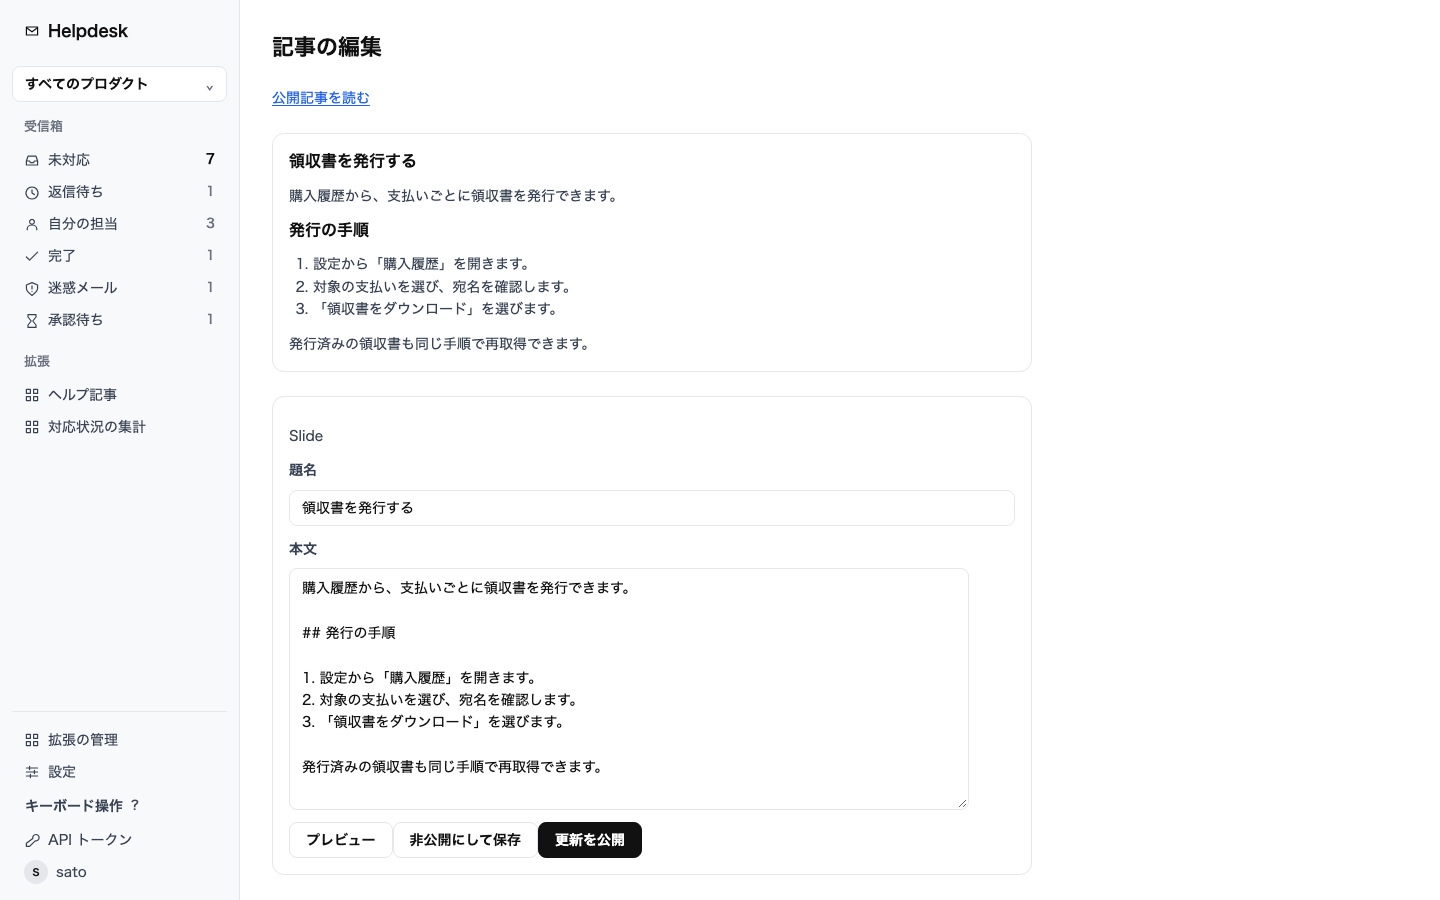 Helpdesk
すべてのプロダクト
受信箱
未対応 7
返信待ち 1
自分の担当 3
完了 1
迷惑メール 1
承認待ち 1
拡張
ヘルプ記事
対応状況の集計
拡張の管理
設定
キーボード操作 ?
API トークン
S sato
記事の編集
公開記事を読む
領収書を発行する
購入履歴から、支払いごとに領収書を発行できます。
発行の手順
1. 設定から「購入履歴」を開きます。
2. 対象の支払いを選び、宛名を確認します。
3. 「領収書をダウンロード」を選びます。
発行済みの領収書も同じ手順で再取得できます。
Slide
題名
領収書を発行する
本文
購入履歴から、支払いごとに領収書を発行できます。
## 発行の手順
1. 設定から「購入履歴」を開きます。
2. 対象の支払いを選び、宛名を確認します。
3. 「領収書をダウンロード」を選びます。
発行済みの領収書も同じ手順で再取得できます。
プレビュー 非公開にして保存 更新を公開